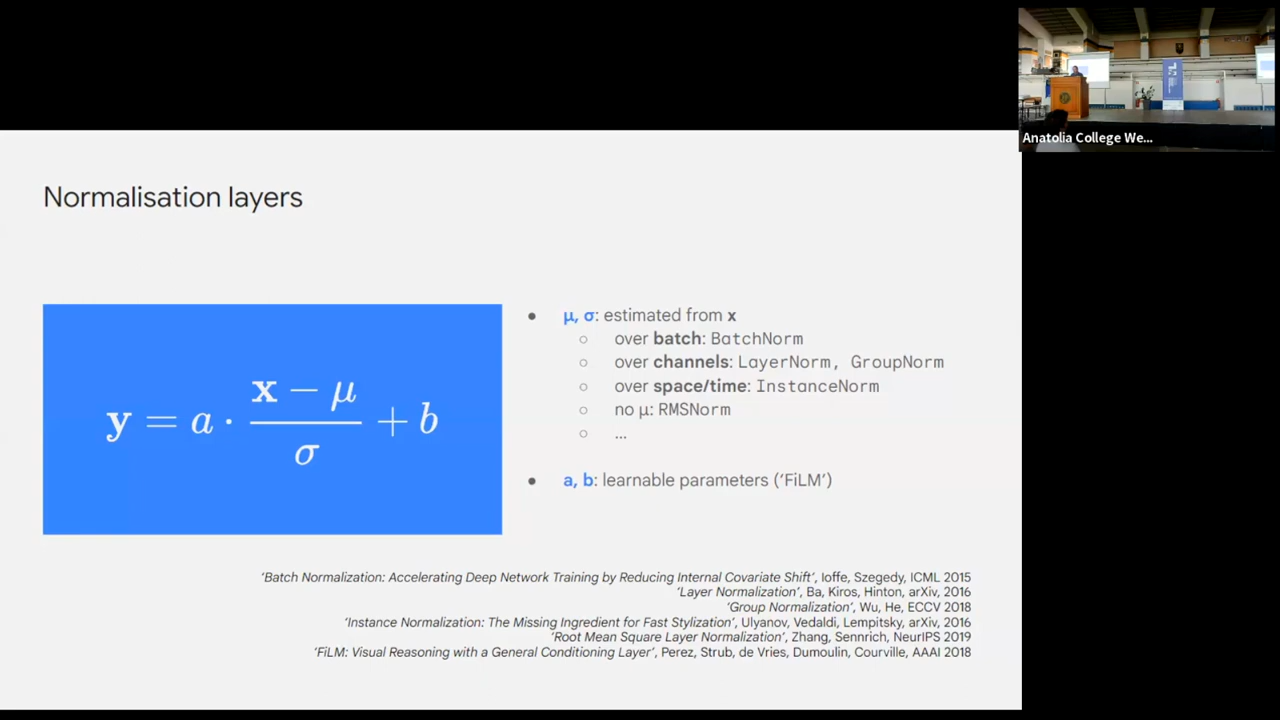 Anatolia College We...
Normalisation layers
y = a · (x − μ)/σ + b
● μ, σ: estimated from x
○ over batch: BatchNorm
○ over channels: LayerNorm, GroupNorm
○ over space/time: InstanceNorm
○ no μ: RMSNorm
○ ...
● a, b: learnable parameters (‘FiLM’)
‘Batch Normalization: Accelerating Deep Network Training by Reducing Internal Covariate Shift’, Ioffe, Szegedy, ICML 2015
‘Layer Normalization’, Ba, Kiros, Hinton, arXiv, 2016
‘Group Normalization’, Wu, He, ECCV 2018
‘Instance Normalization: The Missing Ingredient for Fast Stylization’, Ulyanov, Vedaldi, Lempitsky, arXiv, 2016
‘Root Mean Square Layer Normalization’, Zhang, Sennrich, NeurIPS 2019
‘FiLM: Visual Reasoning with a General Conditioning Layer’, Perez, Strub, de Vries, Dumoulin, Courville, AAAI 2018